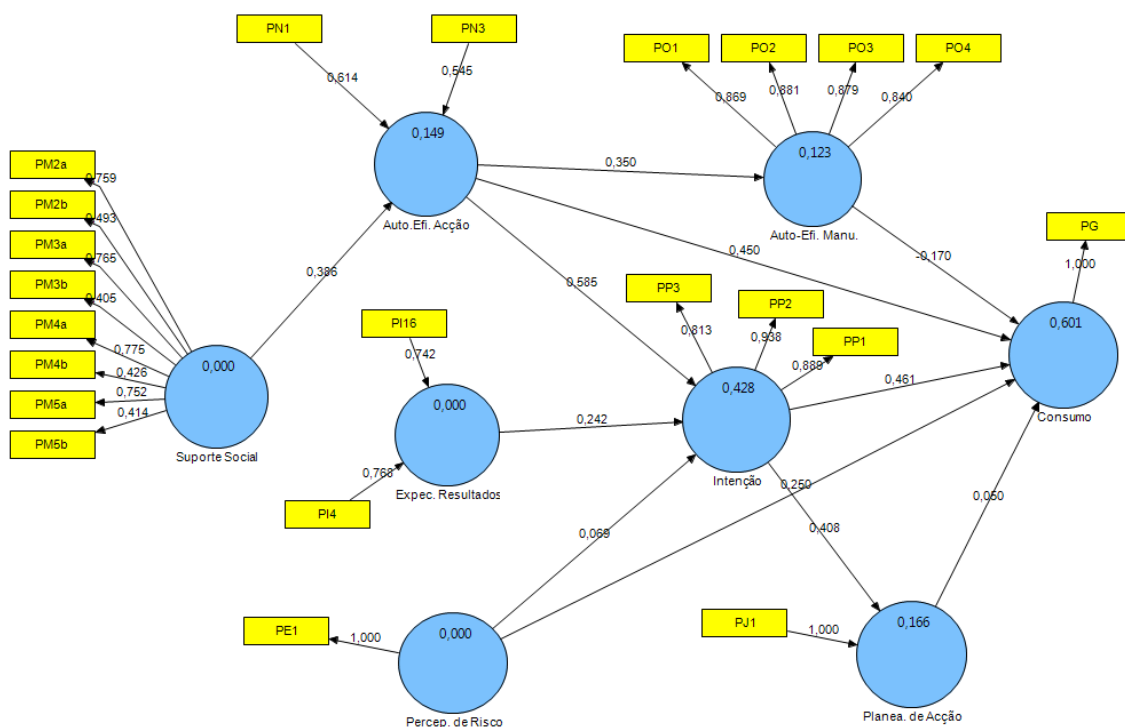 PN1
PN3
0,614
0,545
0,149
Auto.Efi. Acção
PO1
PO2
PO3
PO4
0,869
0,881
0,879
0,840
0,123
Auto-Efi. Manu.
PM2a
PM2b
PM3a
PM3b
PM4a
PM4b
PM5a
PM5b
0,759
0,493
0,765
0,405
0,775
0,426
0,752
0,414
0,000
Suporte Social
0,386
0,350
0,450
0,585
-0,170
PG
1,000
0,601
Consumo
PI16
0,742
0,000
Expec. Resultados
0,768
PI4
PP3
PP2
PP1
0,813
0,938
0,889
0,428
Intenção
0,242
0,461
0,250
0,069
0,408
0,050
PE1
1,000
0,000
Percep. de Risco
PJ1
1,000
0,166
Planea. de Acção